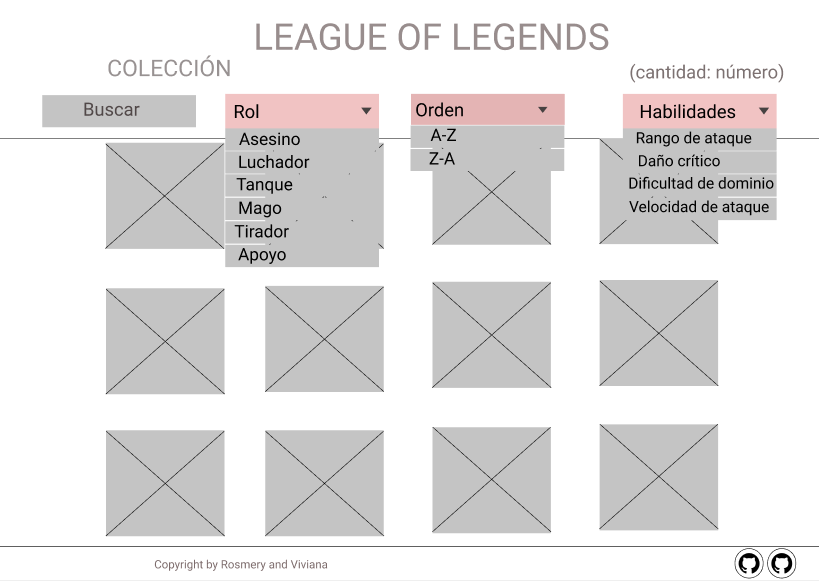 LEAGUE OF LEGENDS
COLECCIÓN
(cantidad: número)
Buscar
Rol
Asesino
Luchador
Tanque
Mago
Tirador
Apoyo
Orden
A-Z
Z-A
Habilidades
Rango de ataque
Daño crítico
Dificultad de dominio
Velocidad de ataque
Copyright by Rosmery and Viviana